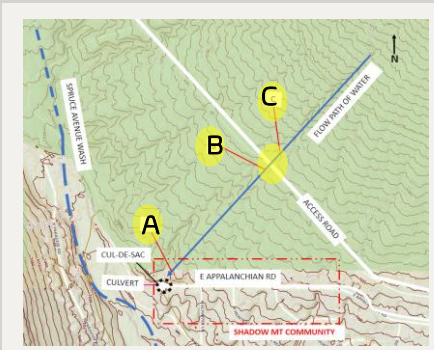 N
SPRUCE AVENUE WASH
C
FLOW PATH OF WATER
B
ACCESS ROAD
A
CUL-DE-SAC
E APPALANCHIAN RD
CULVERT
SHADOW MT COMMUNITY